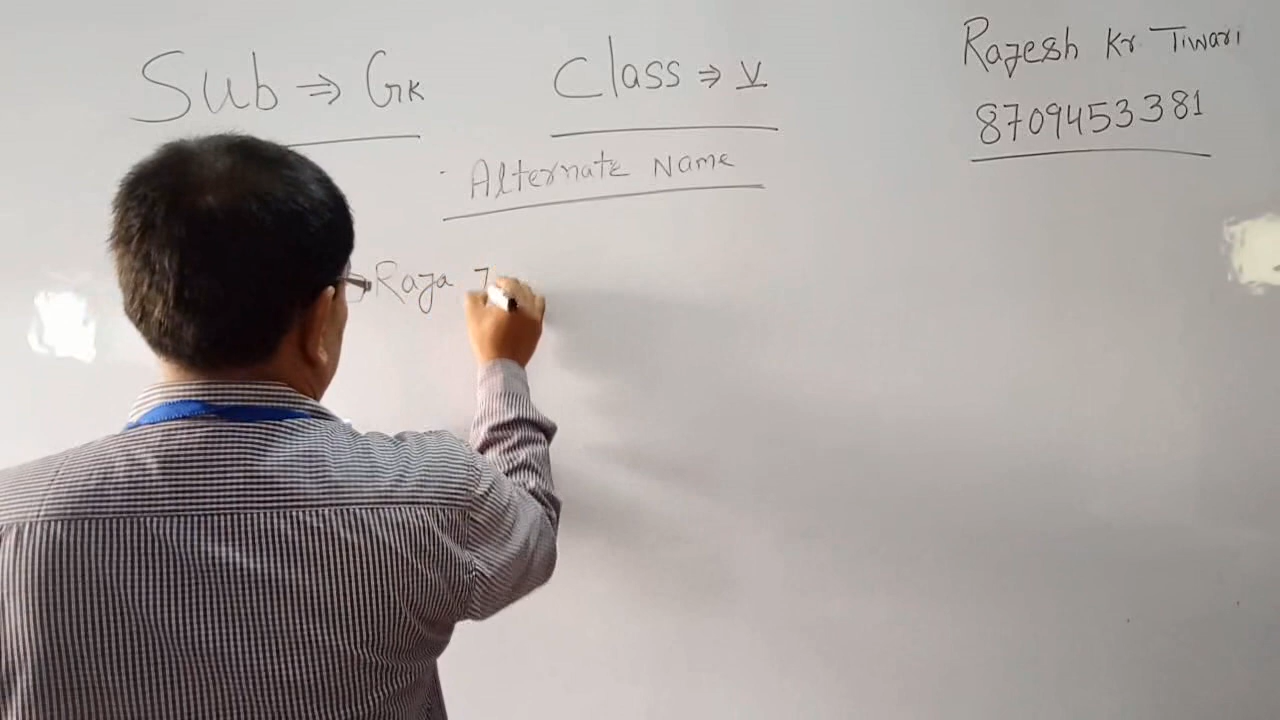 Sub ⇒ GK Class ⇒ V
Rajesh Kr Tiwari
8709453381
Alternate Name
Raja